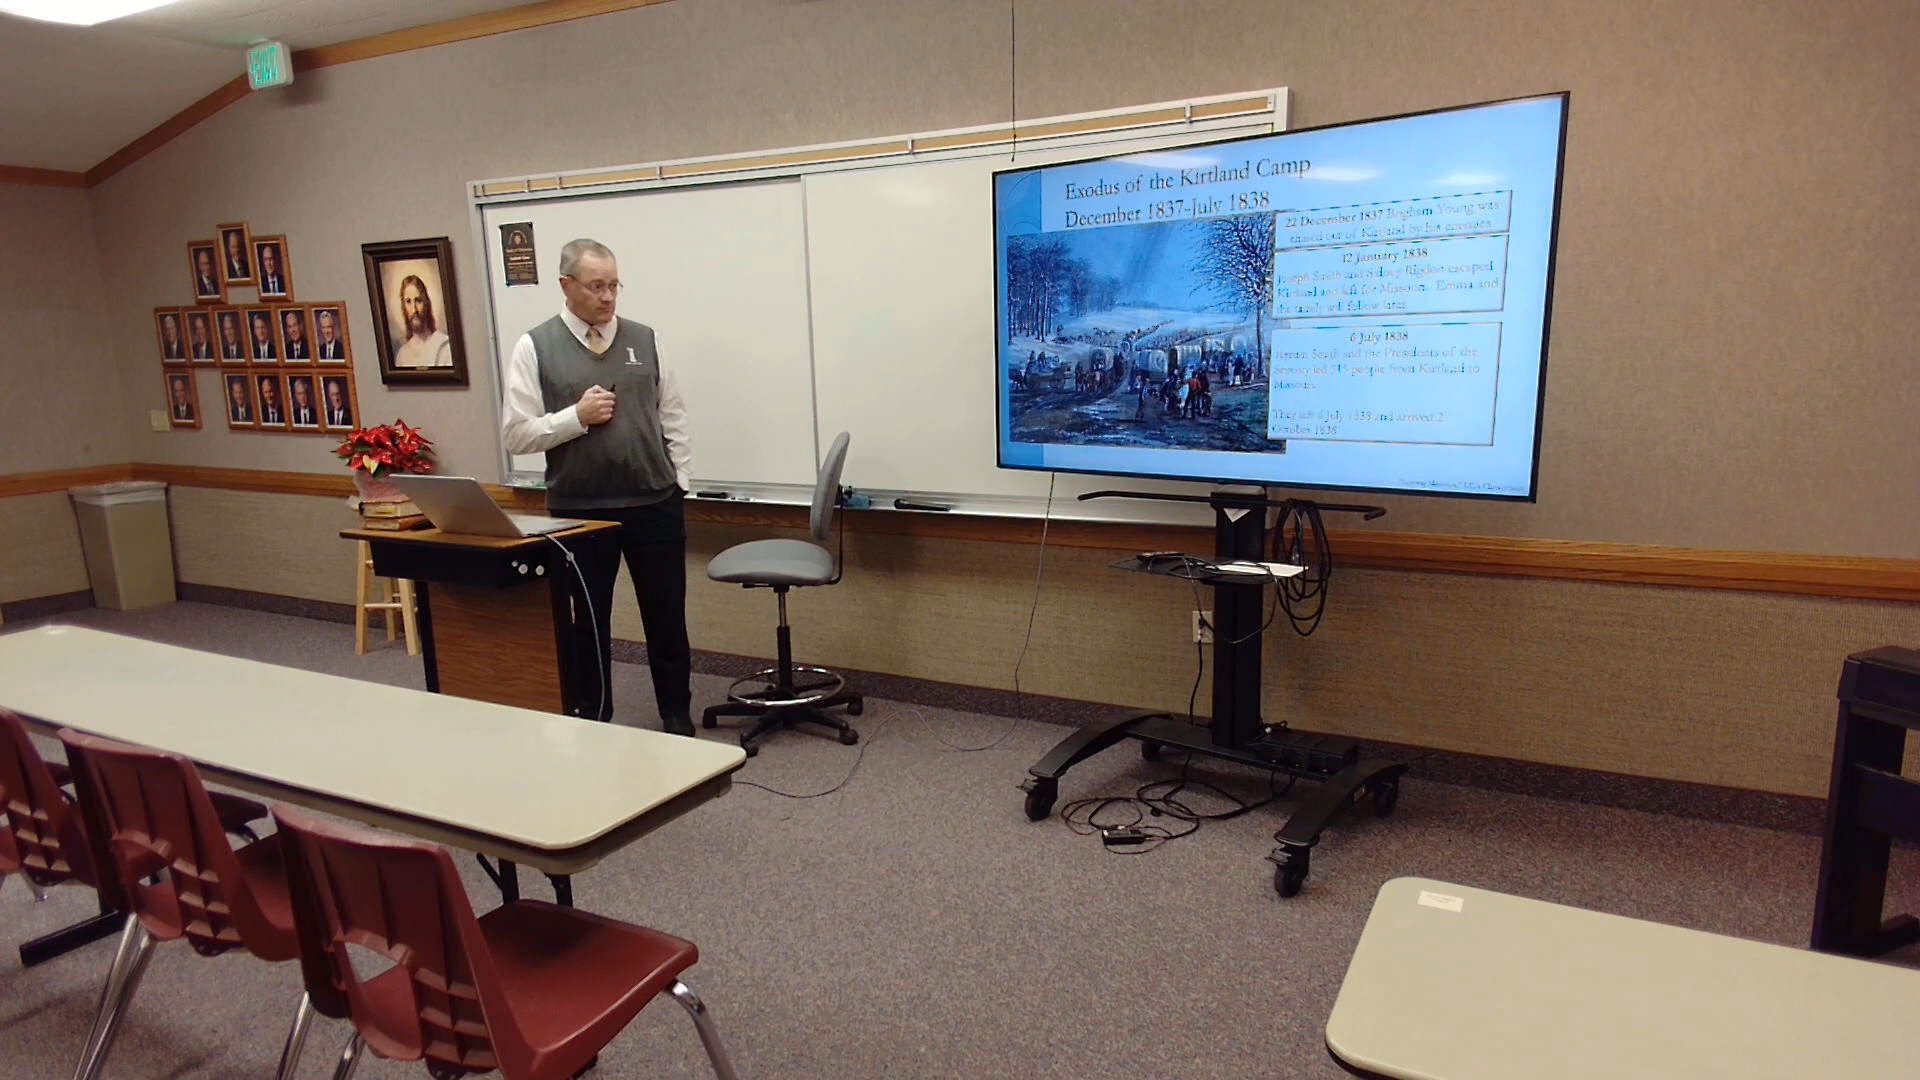 EXIT
Exodus of the Kirtland Camp
December 1837-July 1838
22 December 1837 Brigham Young was
chased out of Kirtland by his enemies
12 January 1838
Joseph Smith and Sidney Rigdon escaped
Kirtland and left for Missouri. Emma and
the family will follow later.
6 July 1838
Hyrum Smith and the Presidents of the
Seventy led 515 people from Kirtland to
Missouri.
They left 6 July 1838 and arrived 2
October 1838